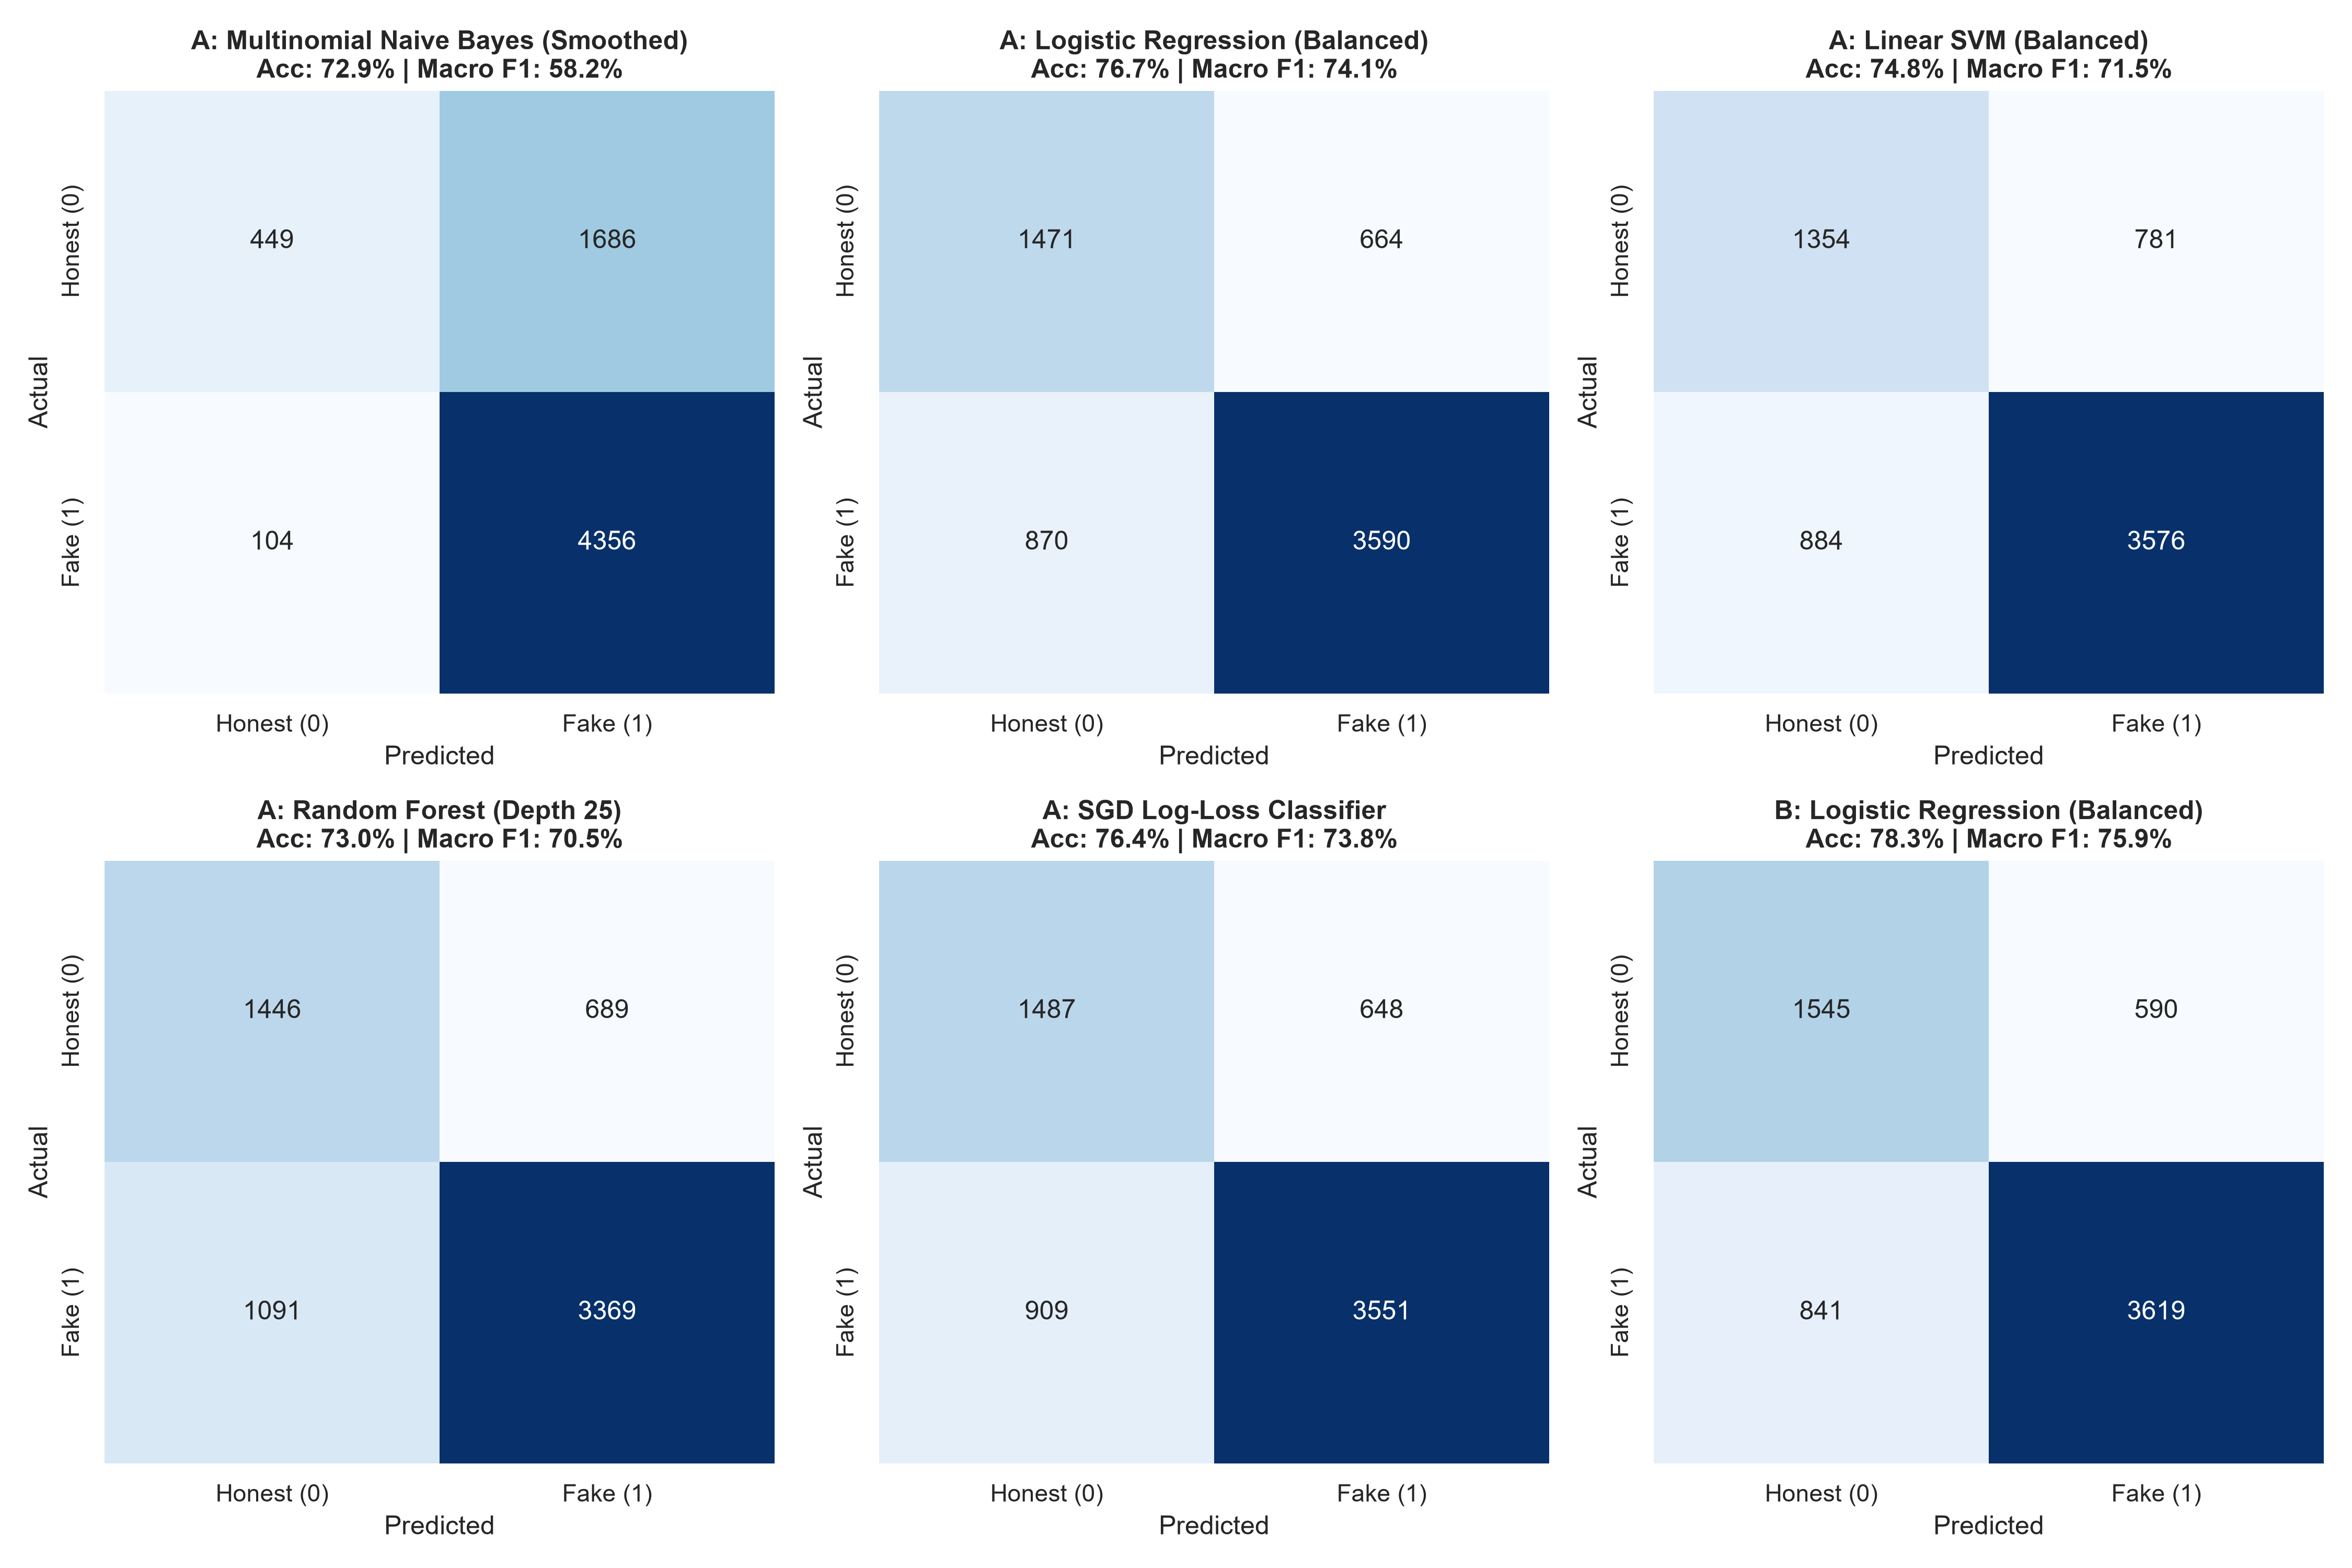 A: Multinomial Naive Bayes (Smoothed)
Acc: 72.9% | Macro F1: 58.2%
Actual
Honest (0)
Fake (1)
449
1686
104
4356
Honest (0)
Fake (1)
Predicted
A: Logistic Regression (Balanced)
Acc: 76.7% | Macro F1: 74.1%
Actual
Honest (0)
Fake (1)
1471
664
870
3590
Honest (0)
Fake (1)
Predicted
A: Linear SVM (Balanced)
Acc: 74.8% | Macro F1: 71.5%
Actual
Honest (0)
Fake (1)
1354
781
884
3576
Honest (0)
Fake (1)
Predicted
A: Random Forest (Depth 25)
Acc: 73.0% | Macro F1: 70.5%
Actual
Honest (0)
Fake (1)
1446
689
1091
3369
Honest (0)
Fake (1)
Predicted
A: SGD Log-Loss Classifier
Acc: 76.4% | Macro F1: 73.8%
Actual
Honest (0)
Fake (1)
1487
648
909
3551
Honest (0)
Fake (1)
Predicted
B: Logistic Regression (Balanced)
Acc: 78.3% | Macro F1: 75.9%
Actual
Honest (0)
Fake (1)
1545
590
841
3619
Honest (0)
Fake (1)
Predicted